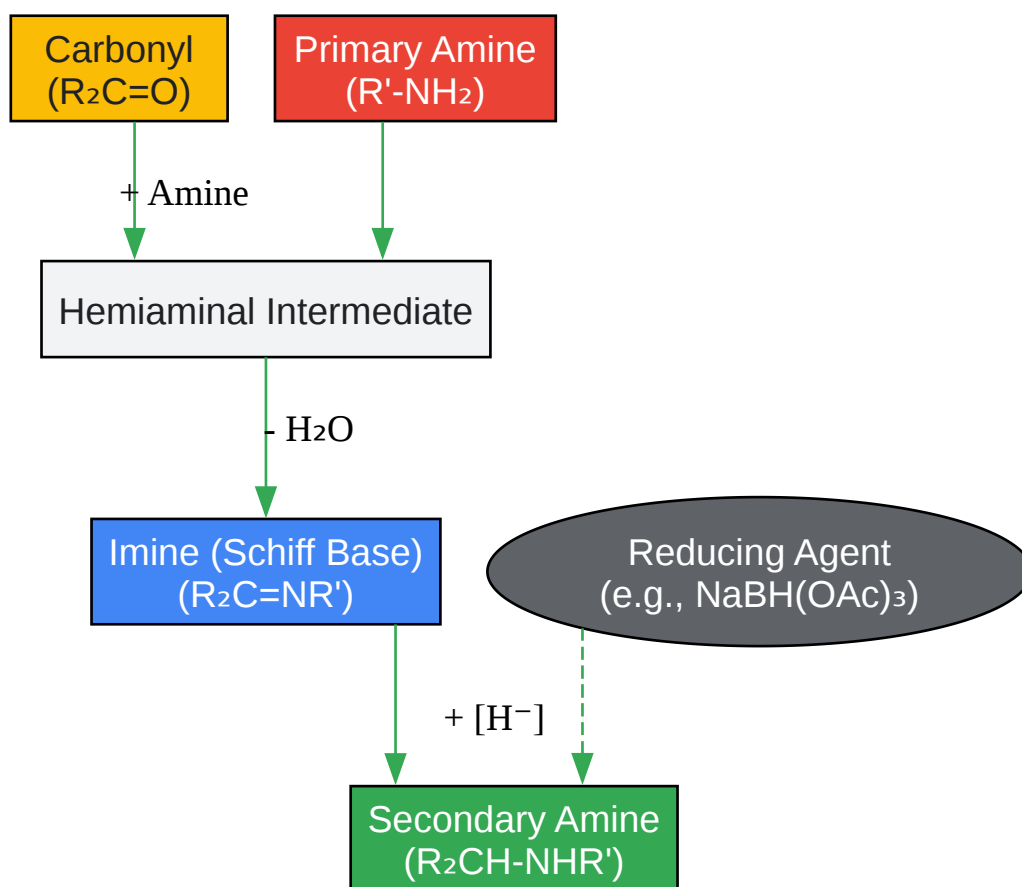 Carbonyl
(R₂C=O)
Primary Amine
(R'-NH₂)
+ Amine
Hemiaminal Intermediate
- H₂O
Imine (Schiff Base)
(R₂C=NR')
Reducing Agent
(e.g., NaBH(OAc)₃)
+ [H⁻]
Secondary Amine
(R₂CH-NHR')